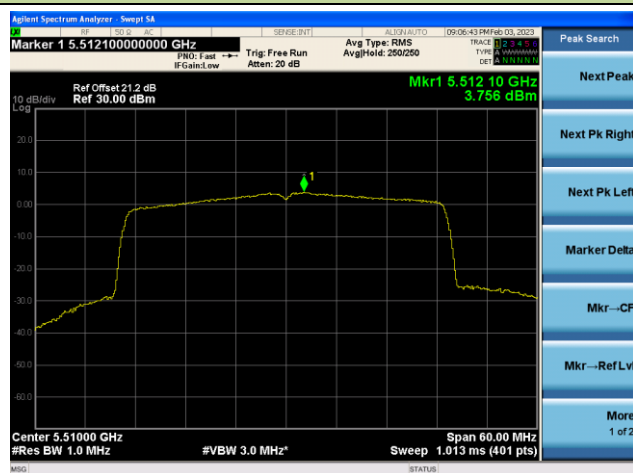 Agilent Spectrum Analyzer - Swept SA
RF 50 Ω AC SENSE:INT ALIGN AUTO 09:06:43 PM Feb 03, 2023
Marker 1 5.512100000000 GHz
PNO: Fast
IFGain:Low
Trig: Free Run
Atten: 20 dB
Avg Type: RMS
Avg|Hold: 250/250
TRACE 1 2 3 4 5 6
TYPE A
DET A N N N N N
Peak Search
Mkr1 5.512 10 GHz
3.756 dBm
Ref Offset 21.2 dB
10 dB/div Ref 30.00 dBm
Log
20.0
10.0
0.00
-10.0
-20.0
-30.0
-40.0
-50.0
-60.0
1
Next Peak
Next Pk Right
Next Pk Left
Marker Delta
Mkr→CF
Mkr→Ref Lvl
More
1 of 2
Center 5.51000 GHz Span 60.00 MHz
#Res BW 1.0 MHz #VBW 3.0 MHz* Sweep 1.013 ms (401 pts)
MSG STATUS